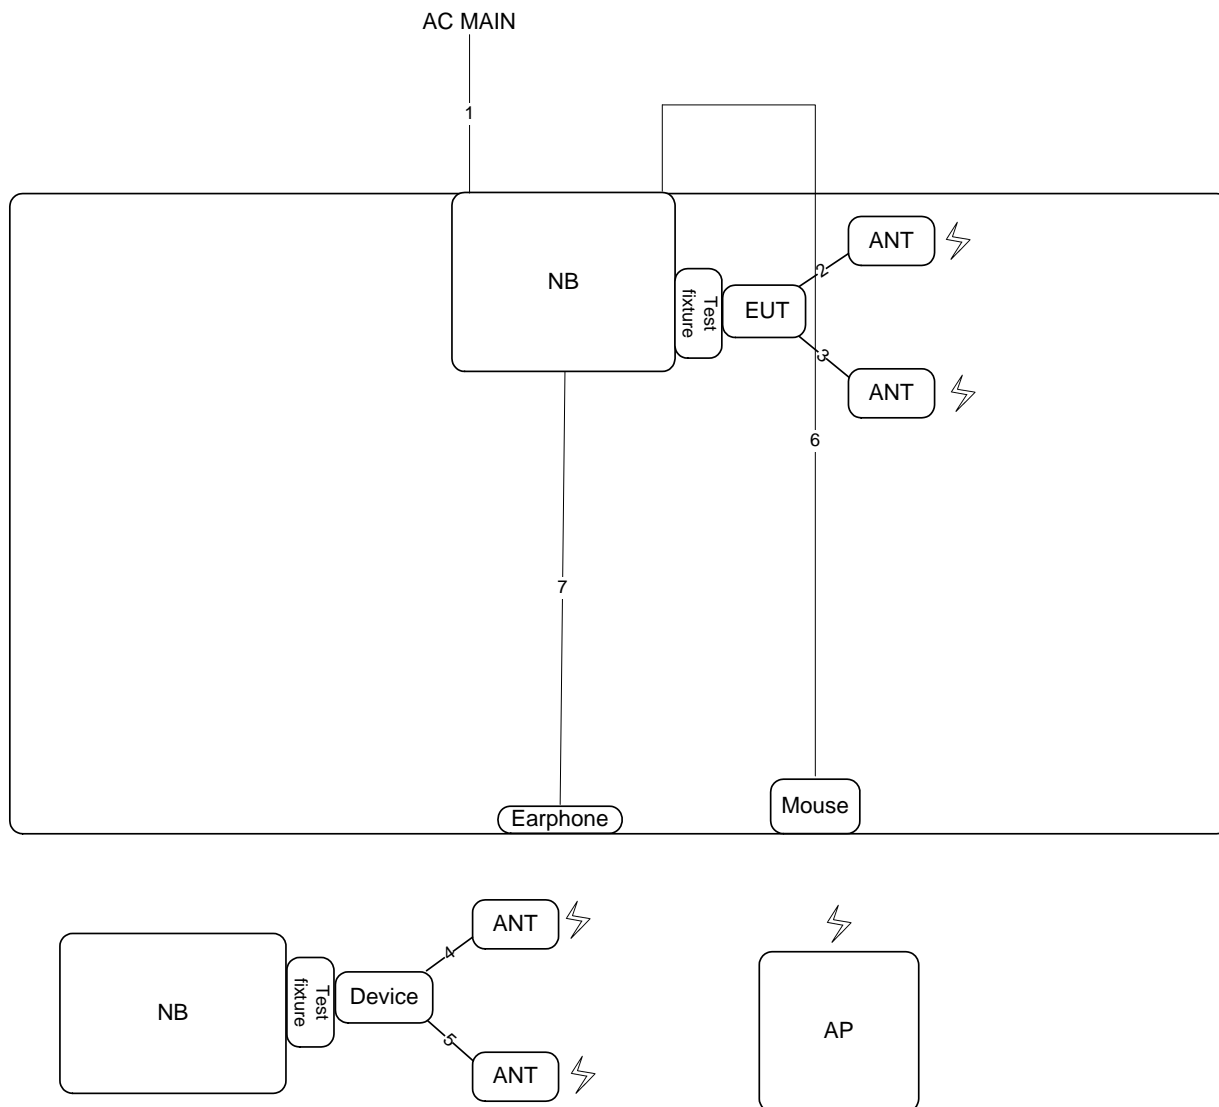 AC MAIN
1
ANT
2
NB
Test
fixture
EUT
3
ANT
6
7
Earphone
Mouse
ANT
4
NB
Test
fixture
Device
5
ANT
AP